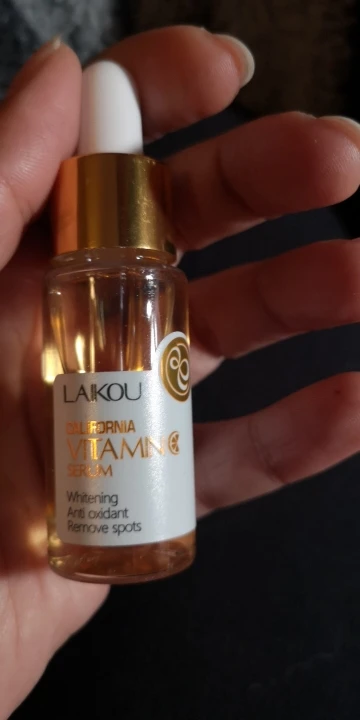 LAIKOU
CALIFORNIA
VITAMIN C
SERUM
Whitening
Anti oxidant
Remove spots